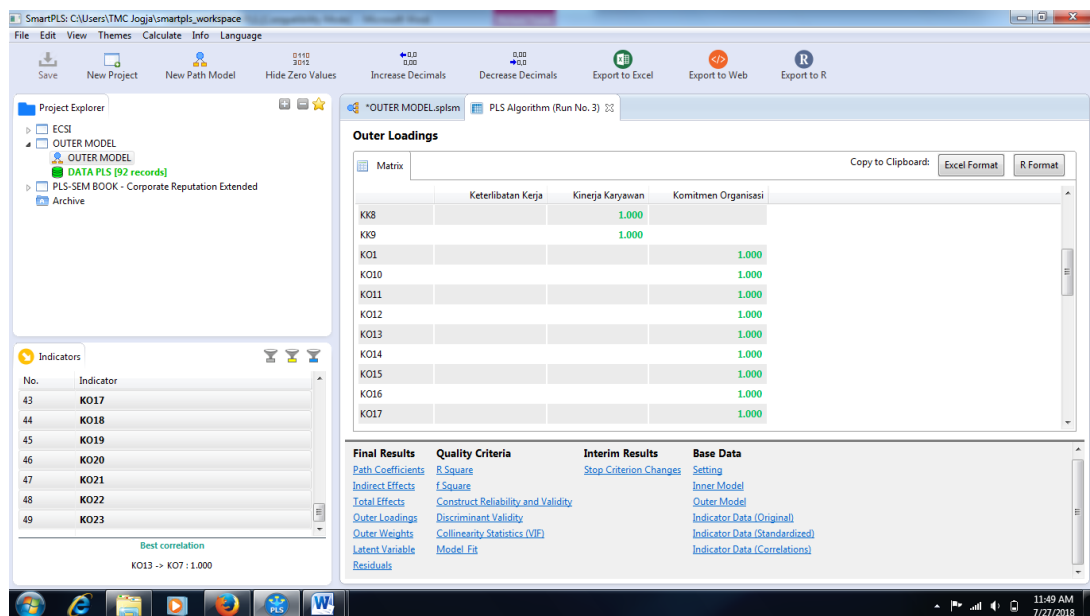 SmartPLS: C:\Users\TMC Jogja\smartpls_workspace
File Edit View Themes Calculate Info Language
Save New Project New Path Model Hide Zero Values Increase Decimals Decrease Decimals Export to Excel Export to Web Export to R
Project Explorer
ECSI
OUTER MODEL
OUTER MODEL
DATA PLS [92 records]
PLS-SEM BOOK - Corporate Reputation Extended
Archive
Indicators
No. Indicator
43 KO17
44 KO18
45 KO19
46 KO20
47 KO21
48 KO22
49 KO23
Best correlation
KO13 -> KO7 : 1.000
*OUTER MODEL.splsm PLS Algorithm (Run No. 3)
Outer Loadings
Matrix Copy to Clipboard: Excel Format R Format
Keterlibatan Kerja Kinerja Karyawan Komitmen Organisasi
KK8 1.000
KK9 1.000
KO1 1.000
KO10 1.000
KO11 1.000
KO12 1.000
KO13 1.000
KO14 1.000
KO15 1.000
KO16 1.000
KO17 1.000
Final Results Quality Criteria Interim Results Base Data
Path Coefficients R Square Stop Criterion Changes Setting
Indirect Effects f Square Inner Model
Total Effects Construct Reliability and Validity Outer Model
Outer Loadings Discriminant Validity Indicator Data (Original)
Outer Weights Collinearity Statistics (VIF) Indicator Data (Standardized)
Latent Variable Model_Fit Indicator Data (Correlations)
Residuals
PLS
11:49 AM
7/27/2018